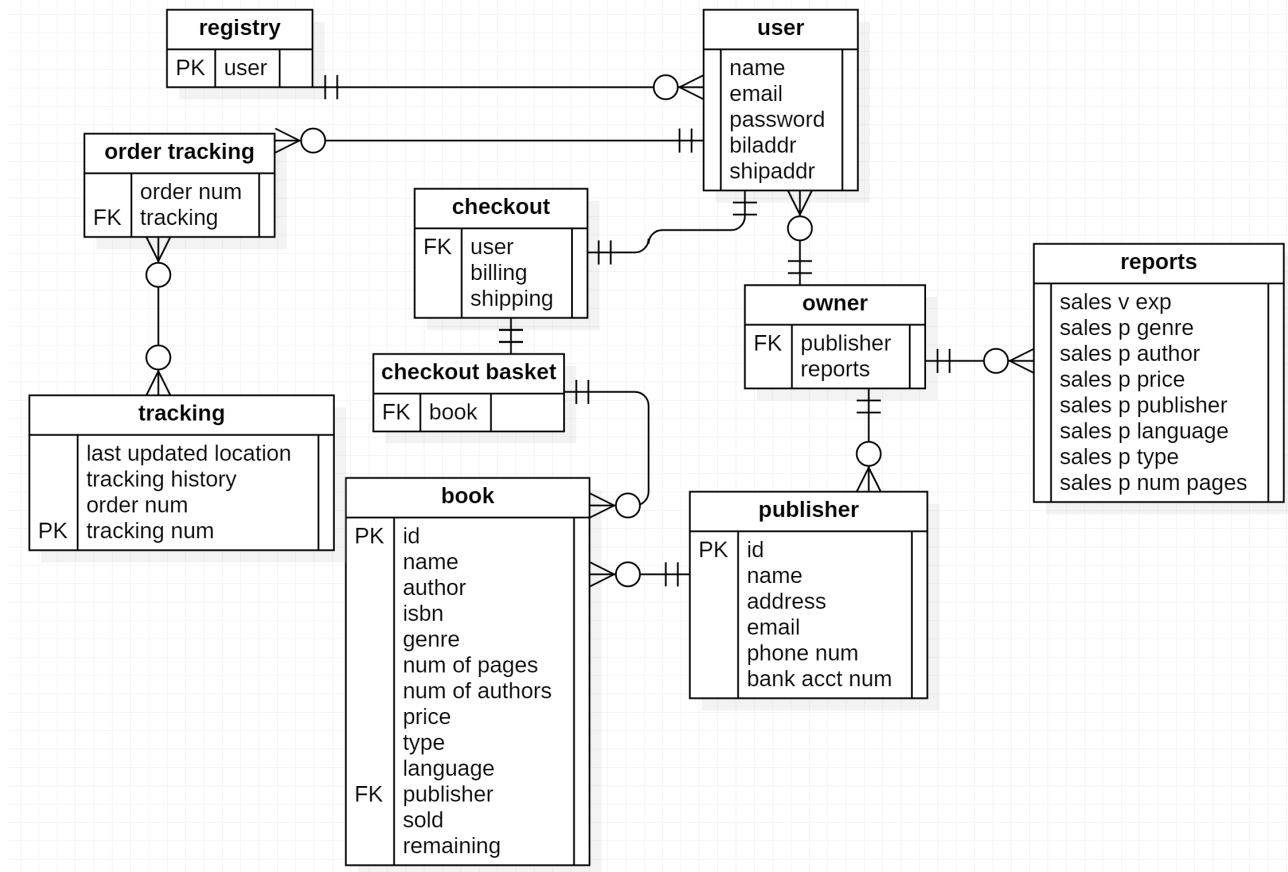 registry
PK user
user
name
email
password
biladdr
shipaddr
order tracking
order num
FK tracking
checkout
FK user
billing
shipping
owner
FK publisher
reports
reports
sales v exp
sales p genre
sales p author
sales p price
sales p publisher
sales p language
sales p type
sales p num pages
checkout basket
FK book
tracking
last updated location
tracking history
order num
PK tracking num
book
PK id
name
author
isbn
genre
num of pages
num of authors
price
type
language
FK publisher
sold
remaining
publisher
PK id
name
address
email
phone num
bank acct num